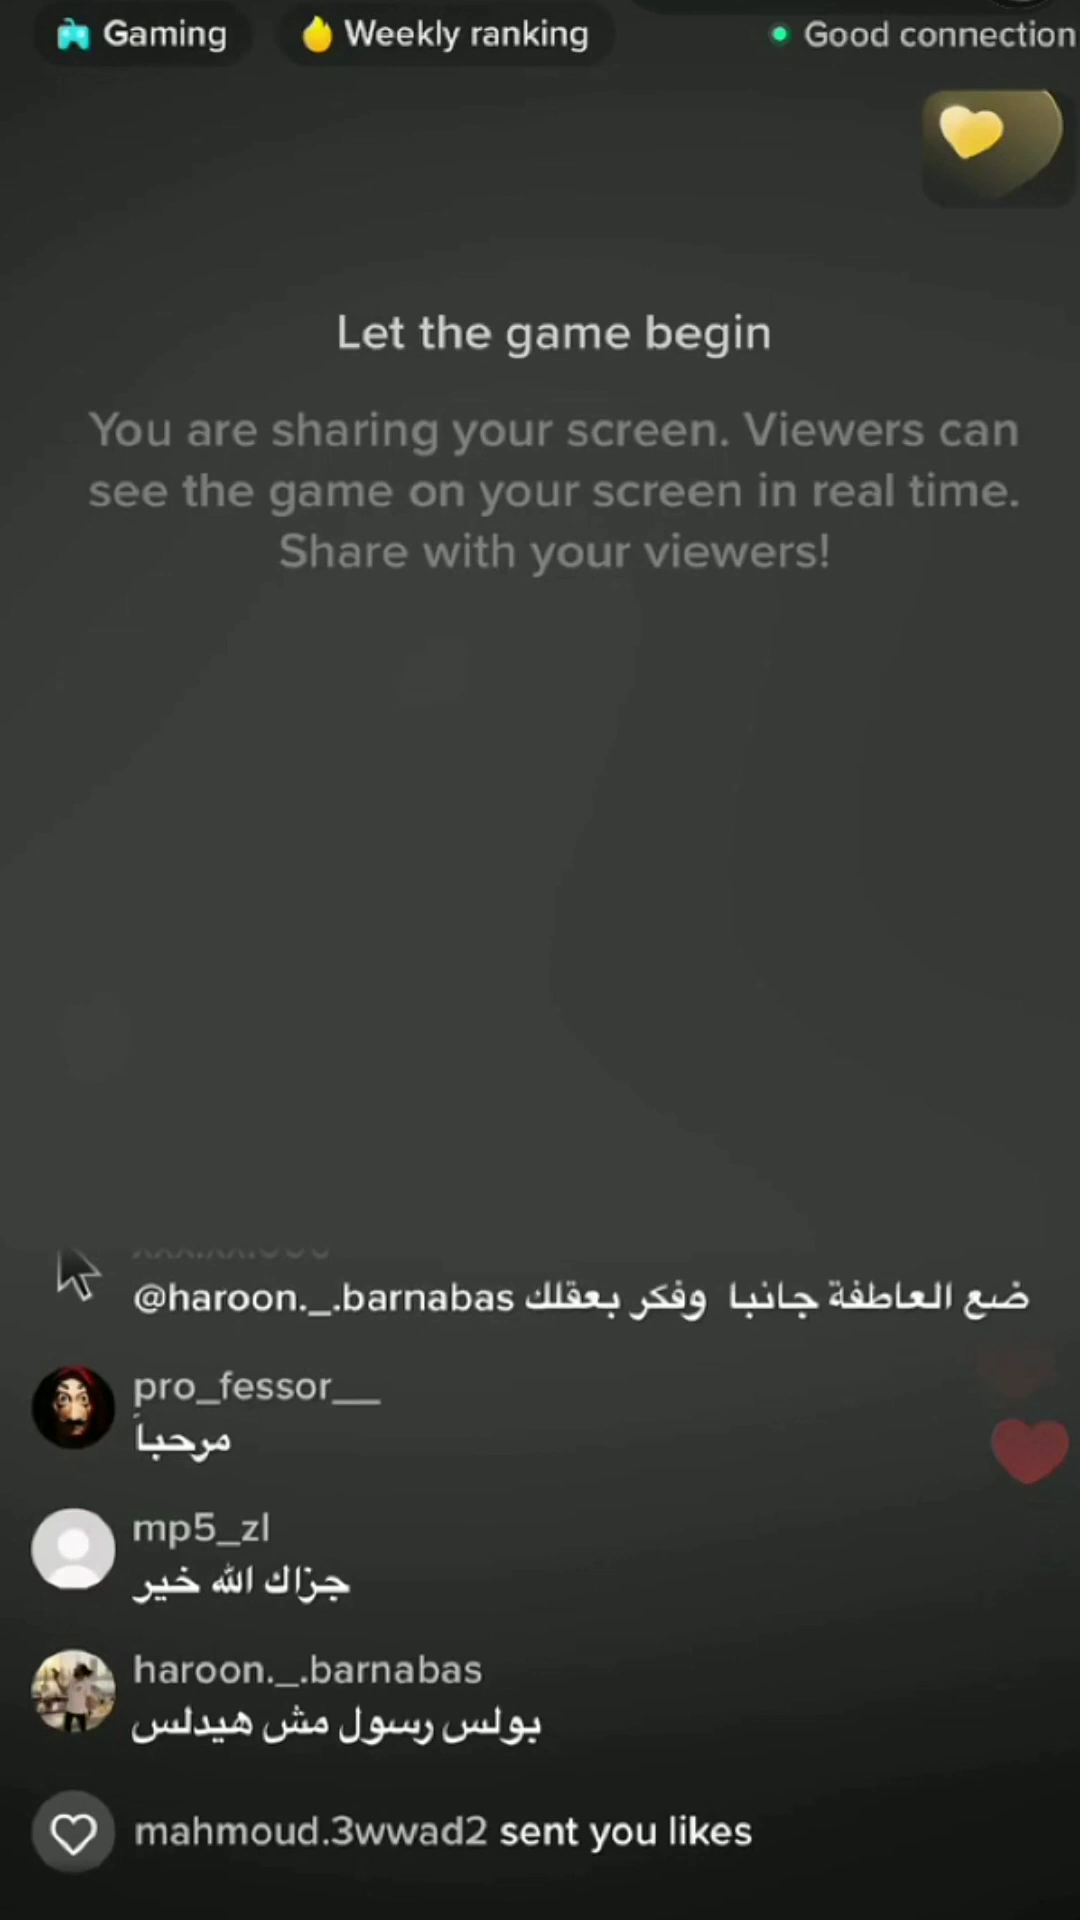 Gaming
Weekly ranking
Good connection
Let the game begin
You are sharing your screen. Viewers can
see the game on your screen in real time.
Share with your viewers!
@haroon._.barnabas ضع العاطفة جانبا وفكر بعقلك
pro_fessor__
مرحباً
mp5_zl
جزاك الله خير
haroon._.barnabas
بولس رسول مش هيدلس
mahmoud.3wwad2 sent you likes